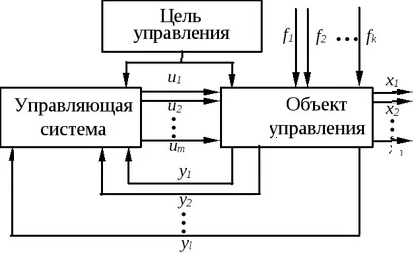 Цель
управления
f1 f2 ••• fk
u1
u2
um
Управляющая
система
Объект
управления
x1
x2
y1
y2
yl